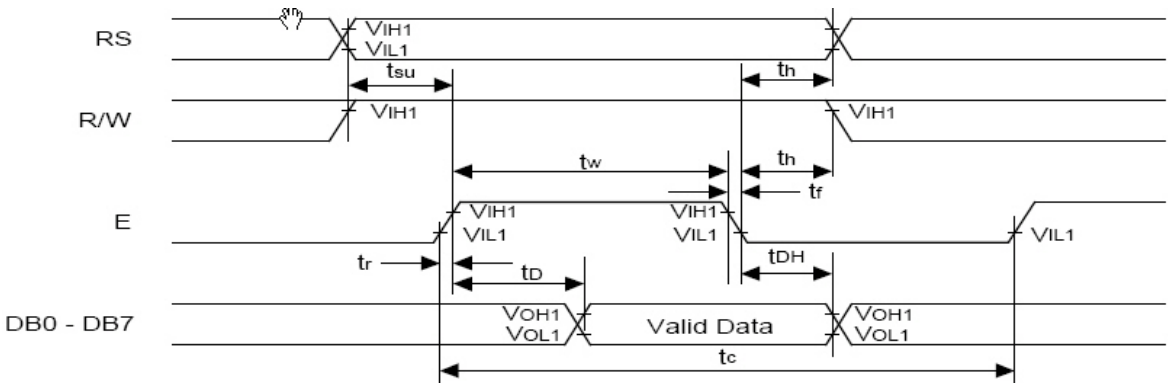 RS
VIH1
VIL1
tsu
th
R/W
VIH1
VIH1
tw
th
tf
E
VIH1
VIH1
VIL1
VIL1
VIL1
tr
tD
tDH
DB0 - DB7
VOH1
VOL1
Valid Data
VOH1
VOL1
tc